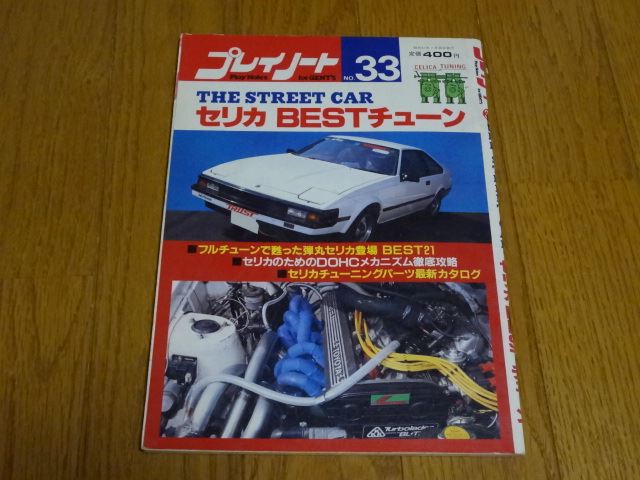 プレイノート
Play Notes for GENT'S
NO.33
定価400円
CELICA TUNING
THE STREET CAR
セリカ BESTチューン
■フルチューンで甦った弾丸セリカ登場 BEST21
■セリカのためのDOHCメカニズム徹底攻略
■セリカチューニングパーツ最新カタログ
TOYOTA